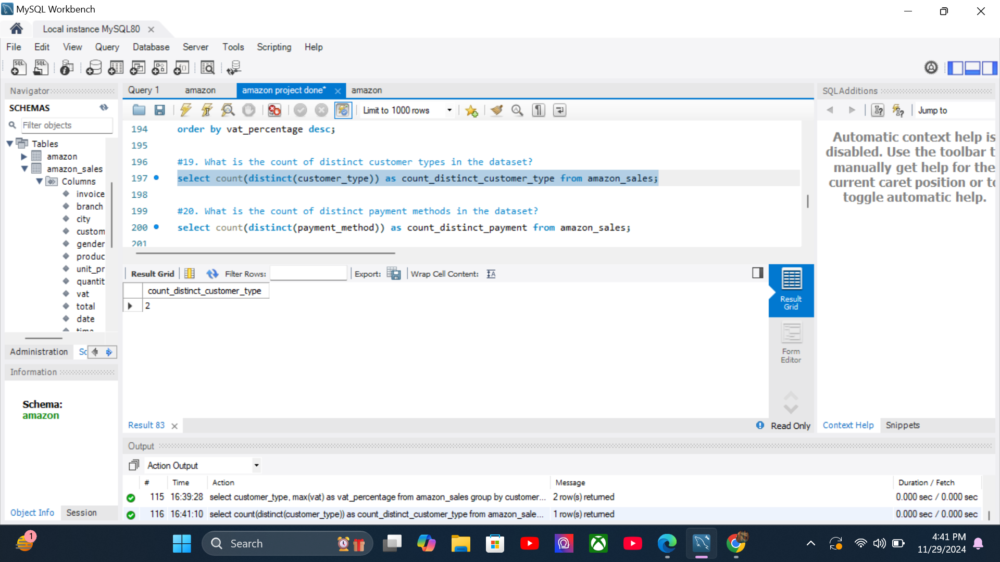 MySQL Workbench
Local instance MySQL80
File Edit View Query Database Server Tools Scripting Help
Navigator
SCHEMAS
Filter objects
Tables
amazon
amazon_sales
Columns
invoice
branch
city
custom
gender
produc
unit_pr
quantit
vat
total
date
time
Administration Sc
Information
Schema:
amazon
Object Info Session
Query 1 amazon amazon project done* amazon
Limit to 1000 rows
194 order by vat_percentage desc;
195
196 #19. What is the count of distinct customer types in the dataset?
197 select count(distinct(customer_type)) as count_distinct_customer_type from amazon_sales;
198
199 #20. What is the count of distinct payment methods in the dataset?
200 select count(distinct(payment_method)) as count_distinct_payment from amazon_sales;
201
Result Grid Filter Rows: Export: Wrap Cell Content:
count_distinct_customer_type
2
Result Grid
Form Editor
Result 83
Read Only
SQLAdditions
Jump to
Automatic context help is
disabled. Use the toolbar t
manually get help for the
current caret position or to
toggle automatic help.
Context Help Snippets
Output
Action Output
# Time Action Message Duration / Fetch
115 16:39:28 select customer_type, max(vat) as vat_percentage from amazon_sales group by customer... 2 row(s) returned 0.000 sec / 0.000 sec
116 16:41:10 select count(distinct(customer_type)) as count_distinct_customer_type from amazon_sale... 1 row(s) returned 0.000 sec / 0.000 sec
1
Search
4:41 PM
11/29/2024